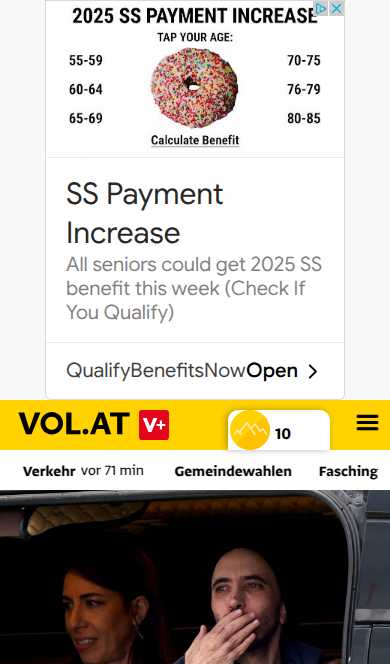 2025 SS PAYMENT INCREASE
TAP YOUR AGE:
55-59
70-75
60-64
76-79
65-69
80-85
Calculate Benefit
SS Payment
Increase
All seniors could get 2025 SS
benefit this week (Check If
You Qualify)
QualifyBenefitsNow Open
VOL.AT V+ 10
Verkehr vor 71 min Gemeindewahlen Fasching